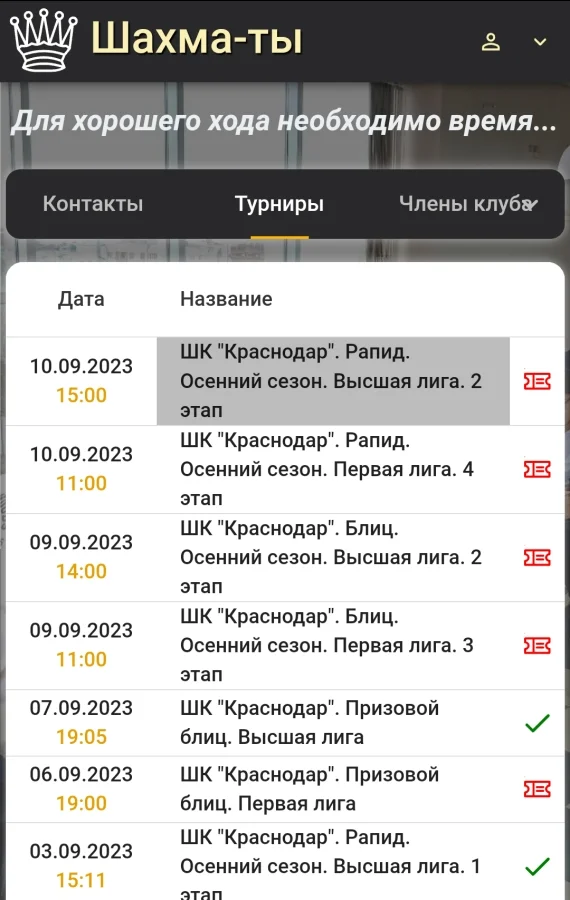 Шахма-ты
Для хорошего хода необходимо время...
Контакты Турниры Члены клуба
Дата Название
10.09.2023
15:00
ШК "Краснодар". Рапид.
Осенний сезон. Высшая лига. 2
этап
10.09.2023
11:00
ШК "Краснодар". Рапид.
Осенний сезон. Первая лига. 4
этап
09.09.2023
14:00
ШК "Краснодар". Блиц.
Осенний сезон. Высшая лига. 2
этап
09.09.2023
11:00
ШК "Краснодар". Блиц.
Осенний сезон. Первая лига. 3
этап
07.09.2023
19:05
ШК "Краснодар". Призовой
блиц. Высшая лига
06.09.2023
19:00
ШК "Краснодар". Призовой
блиц. Первая лига
03.09.2023
15:11
ШК "Краснодар". Рапид.
Осенний сезон. Высшая лига. 1
этап